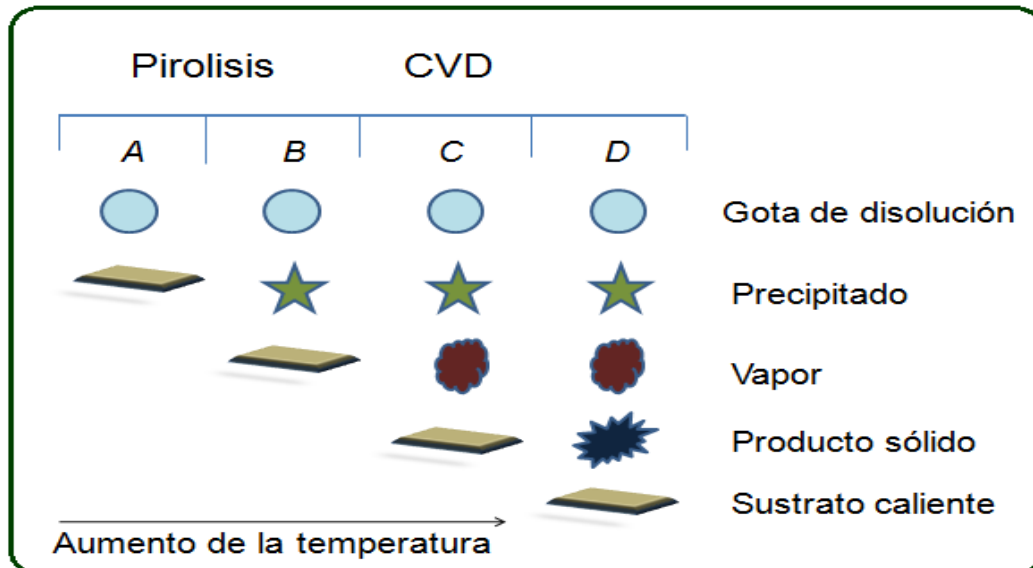 Pirolisis CVD
A B C D
Gota de disolución
Precipitado
Vapor
Producto sólido
Sustrato caliente
Aumento de la temperatura